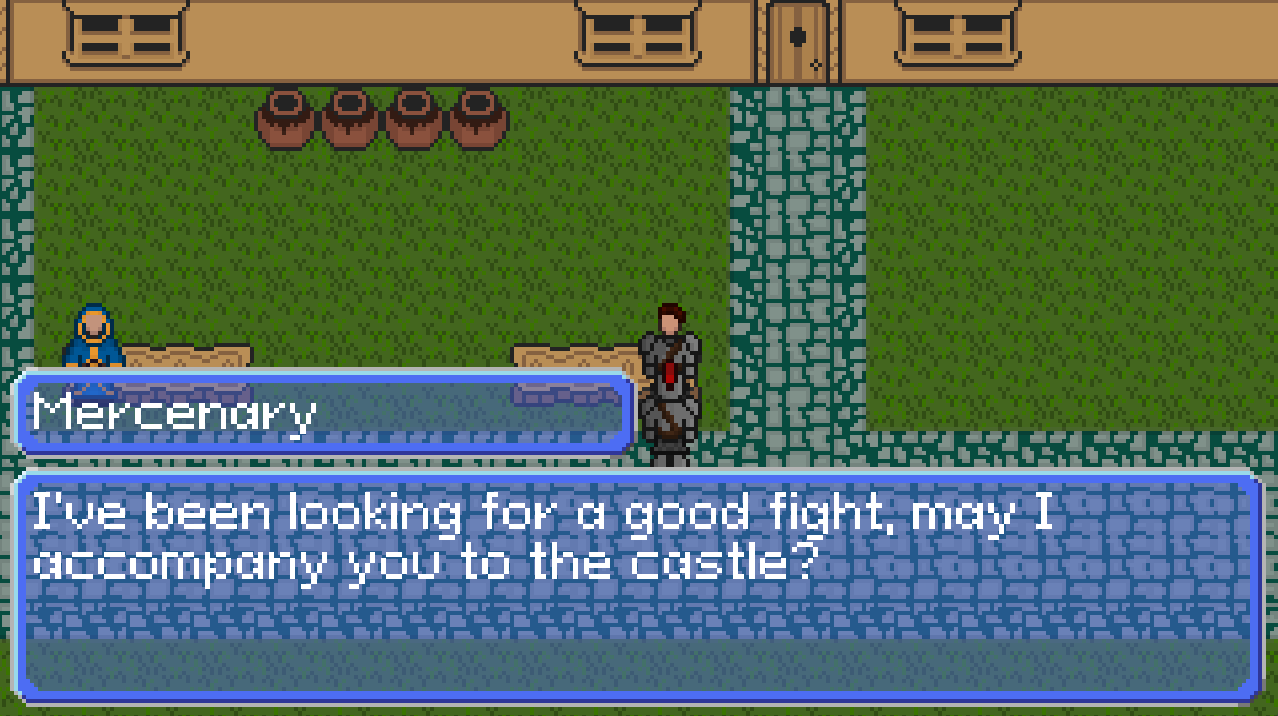 Mercenary
I've been looking for a good fight, may I
accompany you to the castle?